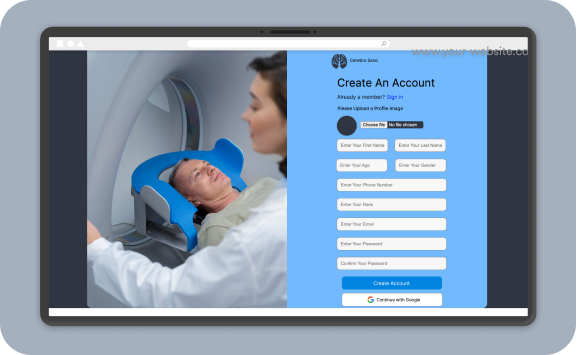 www.your-website.co
Cerebro Savo
Create An Account
Already a member? Sign in
Please Upload a Profile Image
Choose file No file chosen
Enter Your First Name Enter Your Last Name
Enter Your Age Enter Your Gender
Enter Your Phone Number
Enter Your Rank
Enter Your Email
Enter Your Password
Confirm Your Password
Create Account
Continue with Google